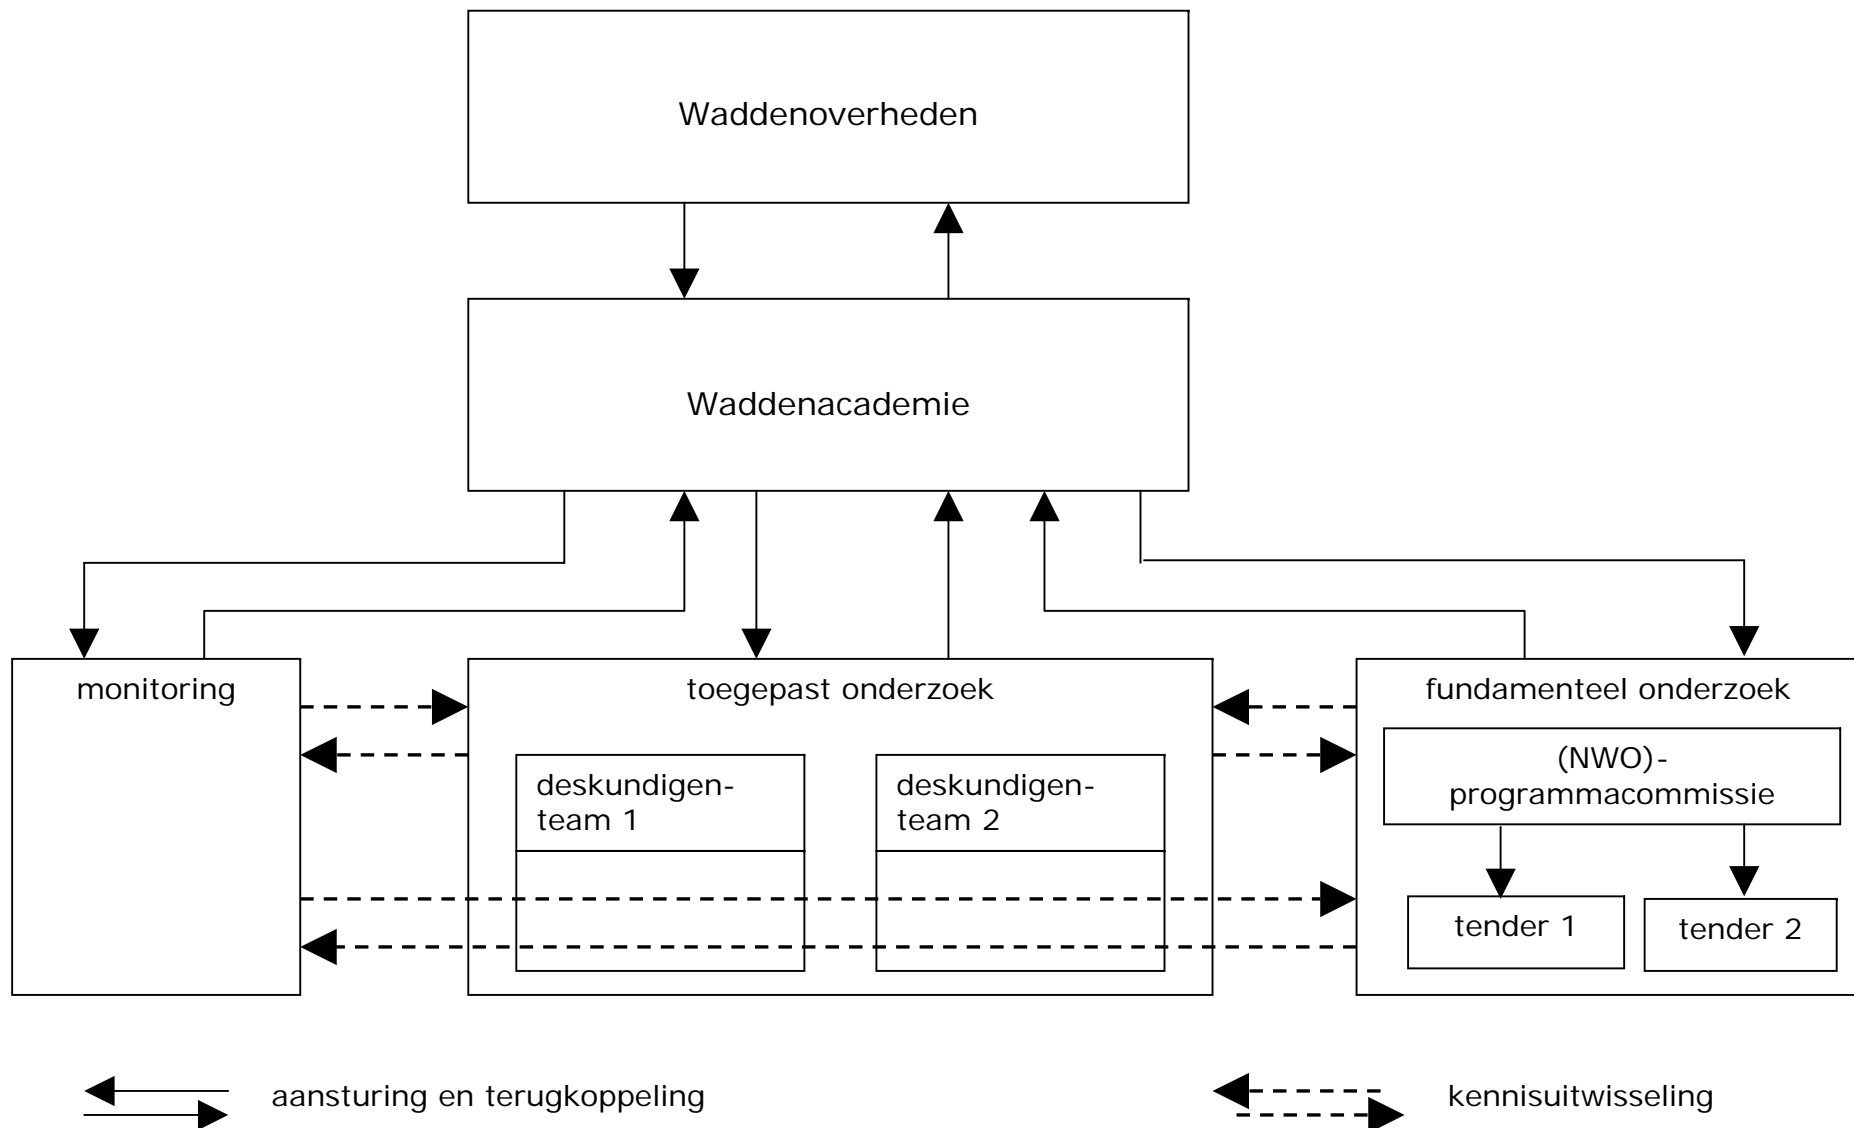 Waddenoverheden
Waddenacademie
monitoring
toegepast onderzoek
deskundigen-
team 1
deskundigen-
team 2
fundamenteel onderzoek
(NWO)-
programmacommissie
tender 1
tender 2
aansturing en terugkoppeling
kennisuitwisseling